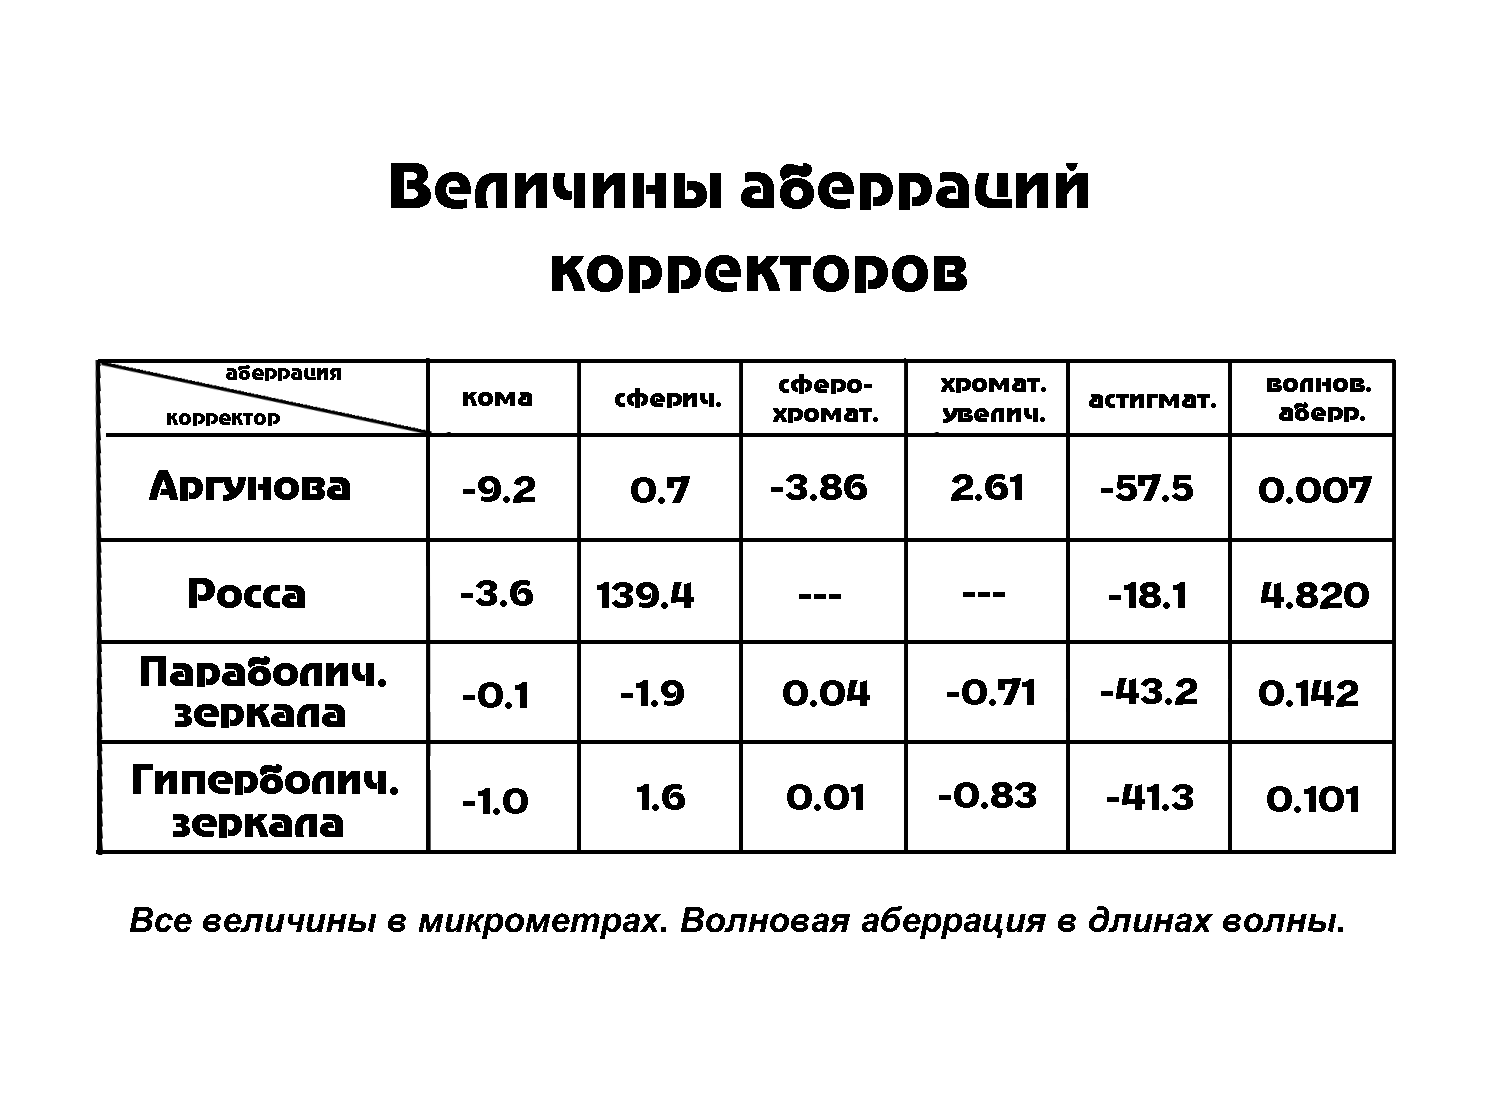 Величины аберраций
корректоров
аберрация
корректор
кома
сферич.
сферо-
хромат.
хромат.
увелич.
астигмат.
волнов.
аберр.
Аргунова -9.2 0.7 -3.86 2.61 -57.5 0.007
Росса -3.6 139.4 --- --- -18.1 4.820
Параболич.
зеркала
-0.1 -1.9 0.04 -0.71 -43.2 0.142
Гиперболич.
зеркала
-1.0 1.6 0.01 -0.83 -41.3 0.101
Все величины в микрометрах. Волновая аберрация в длинах волны.